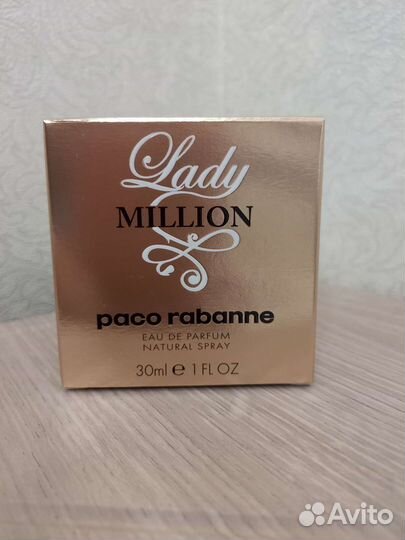 Lady
MILLION
paco rabanne
EAU DE PARFUM
NATURAL SPRAY
30ml ℮ 1 FL OZ
Avito